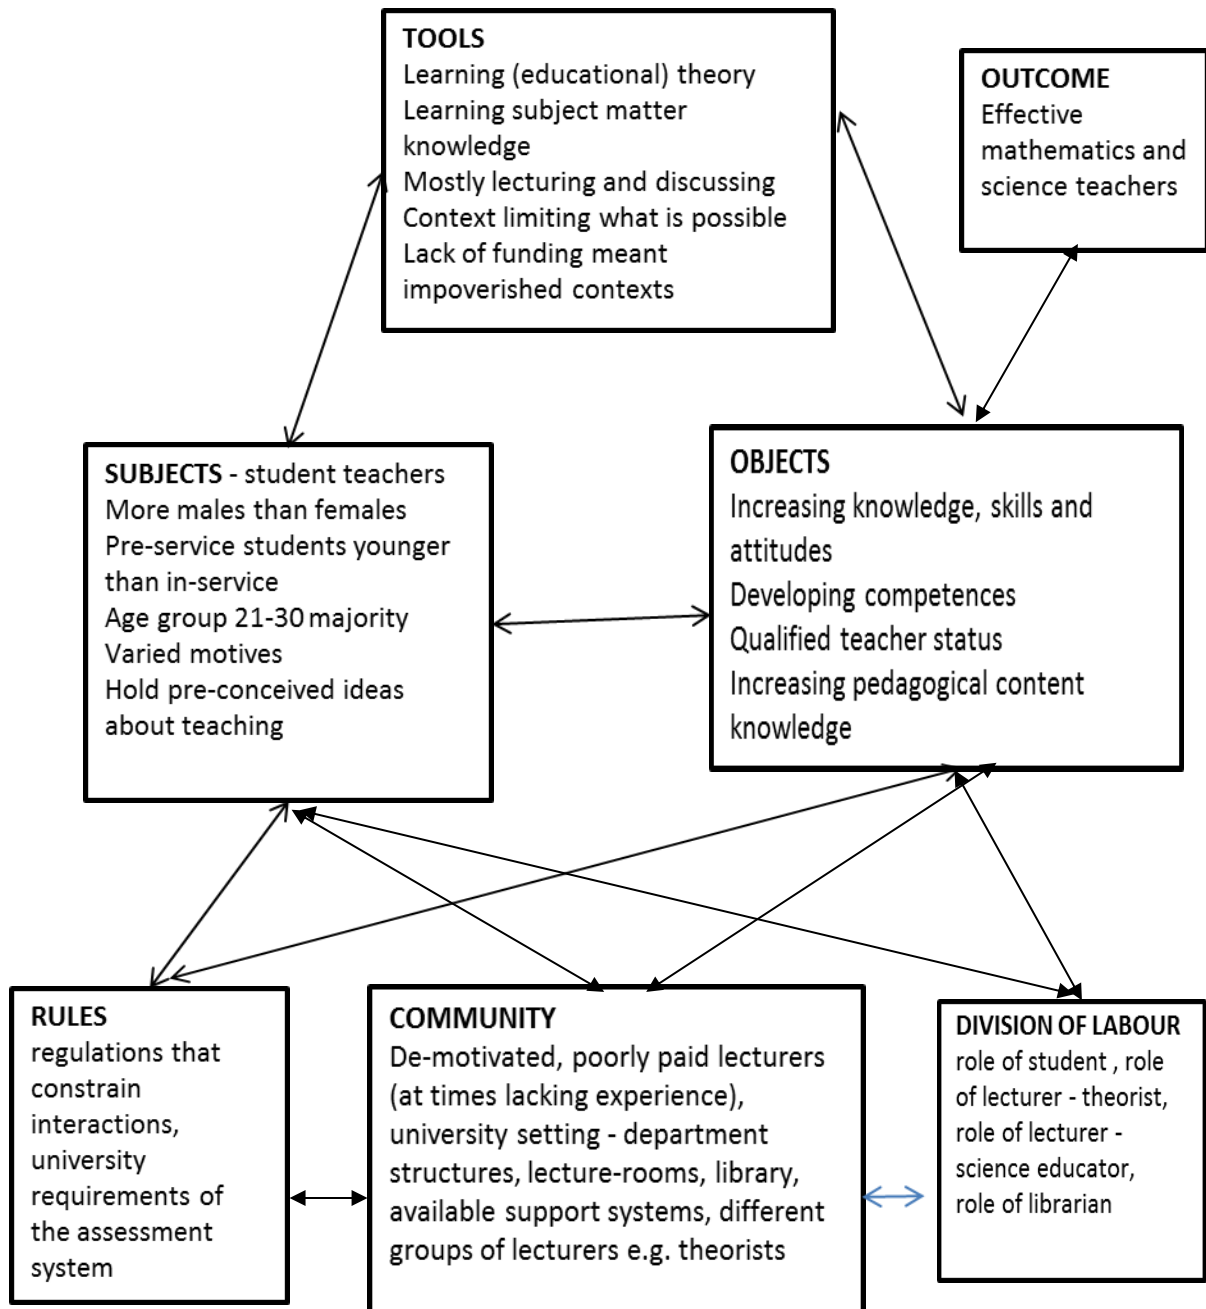 TOOLS
Learning (educational) theory
Learning subject matter
knowledge
Mostly lecturing and discussing
Context limiting what is possible
Lack of funding meant
impoverished contexts
OUTCOME
Effective
mathematics and
science teachers
SUBJECTS - student teachers
More males than females
Pre-service students younger
than in-service
Age group 21-30 majority
Varied motives
Hold pre-conceived ideas
about teaching
OBJECTS
Increasing knowledge, skills and
attitudes
Developing competences
Qualified teacher status
Increasing pedagogical content
knowledge
RULES
regulations that
constrain
interactions,
university
requirements of
the assessment
system
COMMUNITY
De-motivated, poorly paid lecturers
(at times lacking experience),
university setting - department
structures, lecture-rooms, library,
available support systems, different
groups of lecturers e.g. theorists
DIVISION OF LABOUR
role of student , role
of lecturer - theorist,
role of lecturer -
science educator,
role of librarian